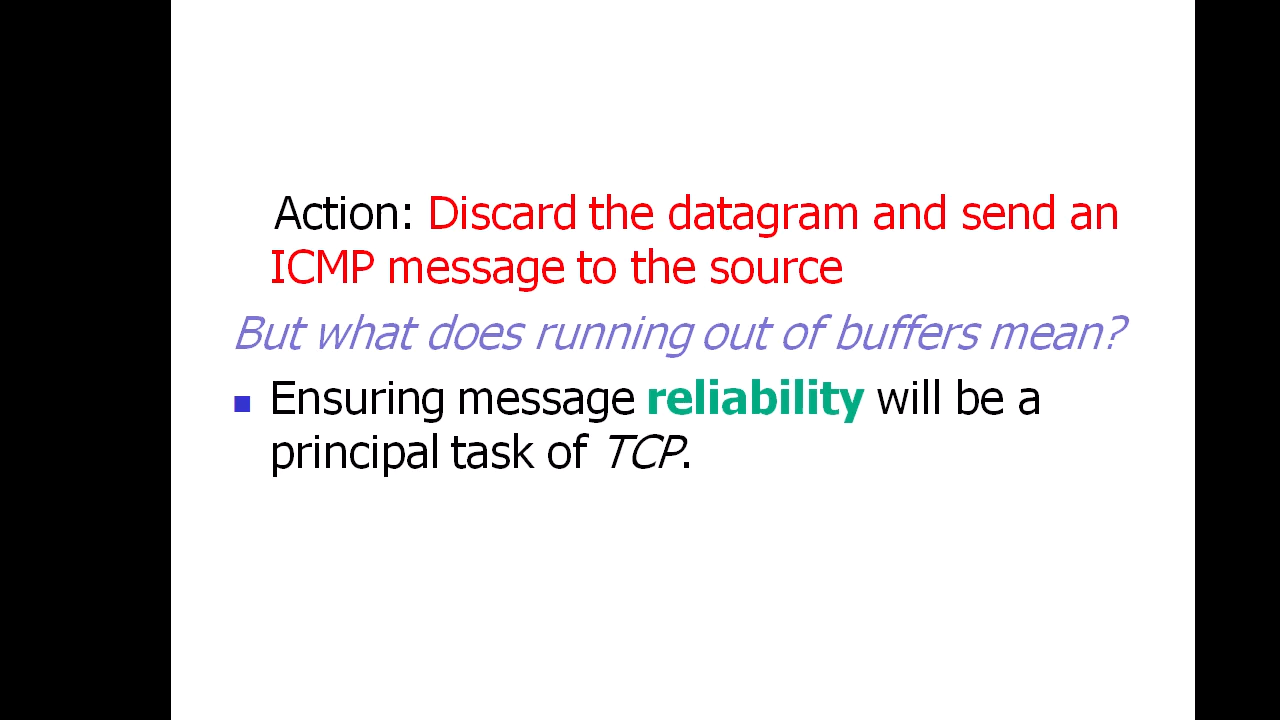 Action: Discard the datagram and send an
ICMP message to the source
But what does running out of buffers mean?
Ensuring message reliability will be a
principal task of TCP.